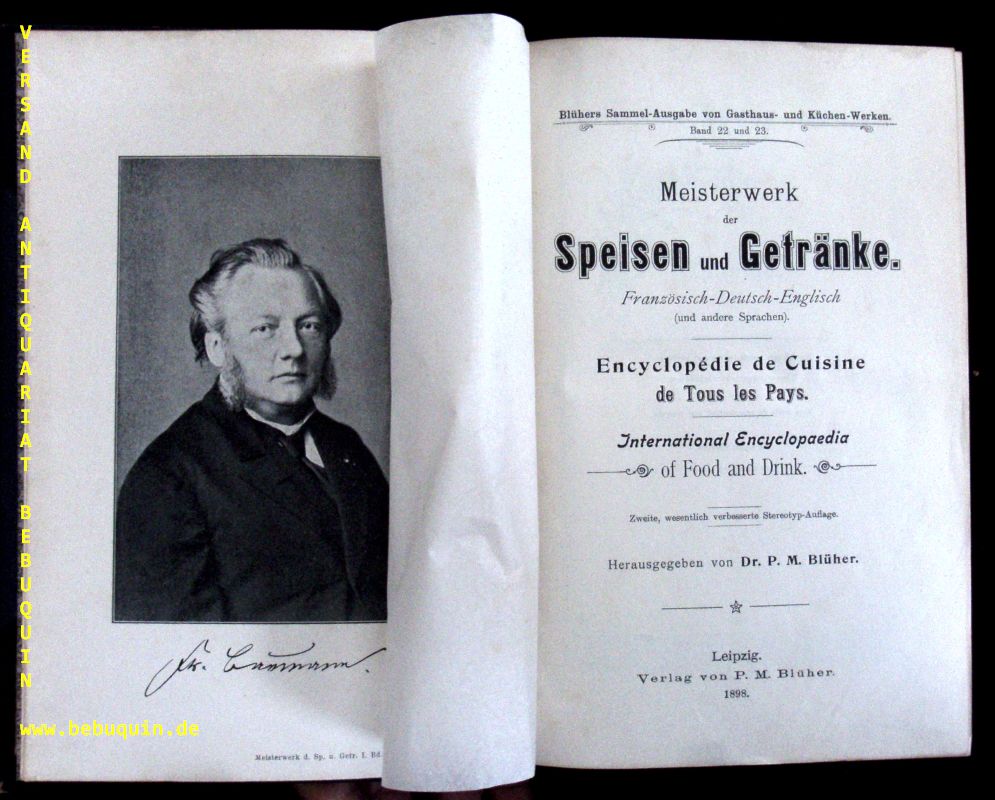 VERSAND ANTIQUARIAT BEBUQUIN
www.bebuquin.de
Fr. Baumann.
Meisterwerk d. Sp. u. Getr. I. Bd.
Blühers Sammel-Ausgabe von Gasthaus- und Küchen-Werken.
Band 22 und 23.
Meisterwerk
der
Speisen und Getränke.
Französisch-Deutsch-Englisch
(und andere Sprachen).
Encyclopédie de Cuisine
de Tous les Pays.
International Encyclopaedia
of Food and Drink.
Zweite, wesentlich verbesserte Stereotyp-Auflage.
Herausgegeben von Dr. P. M. Blüher.
Leipzig.
Verlag von P. M. Blüher.
1898.